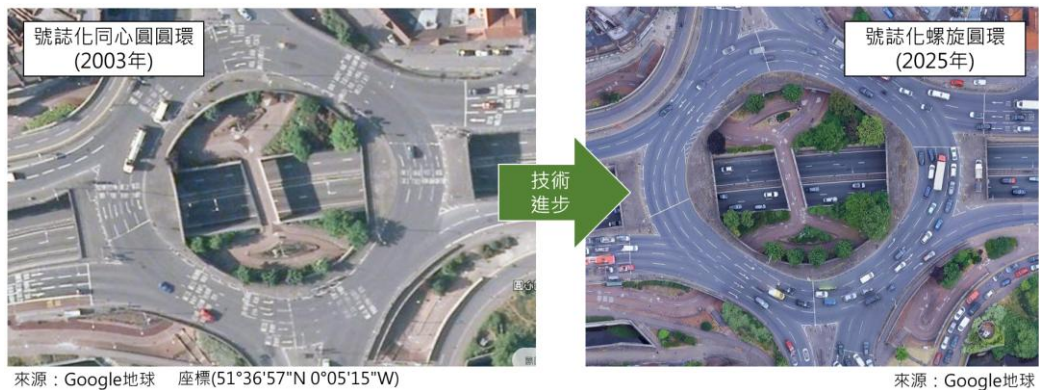 號誌化同心圓圓環
(2003年)
技術
進步
號誌化螺旋圓環
(2025年)
來源：Google地球 座標(51°36'57"N 0°05'15"W)
來源：Google地球